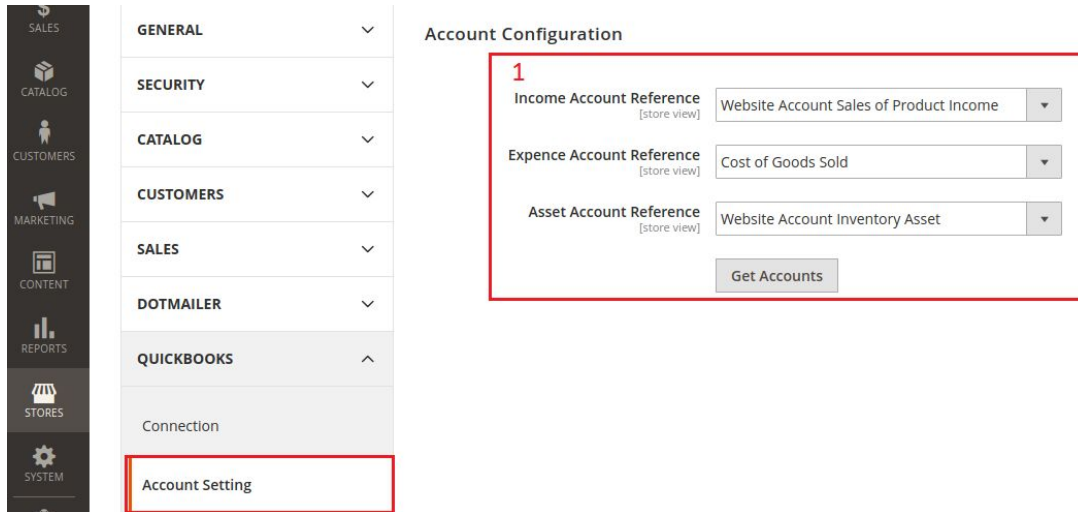 SALES
CATALOG
CUSTOMERS
MARKETING
CONTENT
REPORTS
STORES
SYSTEM
GENERAL
SECURITY
CATALOG
CUSTOMERS
SALES
DOTMAILER
QUICKBOOKS
Connection
Account Setting
Account Configuration
1
Income Account Reference
[store view]
Website Account Sales of Product Income
Expence Account Reference
[store view]
Cost of Goods Sold
Asset Account Reference
[store view]
Website Account Inventory Asset
Get Accounts